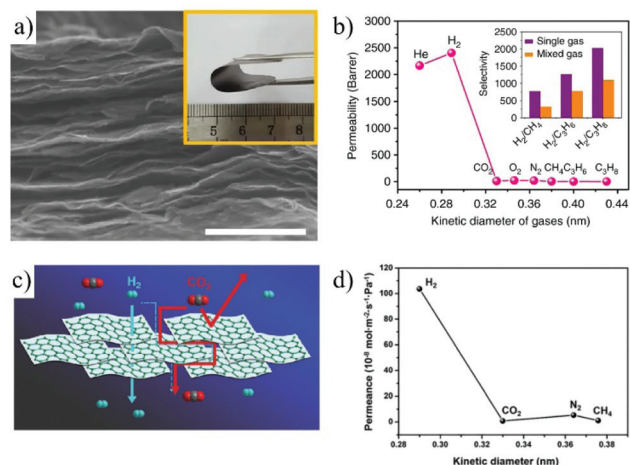 a)
5 6 7 8
b)
3000
2500
2000
1500
1000
500
0
Permeability (Barrer)
He
H2
CO2
O2
N2
CH4
C3H6
C3H8
0.24 0.28 0.32 0.36 0.40 0.44
Kinetic diameter of gases (nm)
Selectivity
2500
2000
1500
1000
500
0
Single gas
Mixed gas
H2/CH4
H2/C3H6
H2/C3H8
c)
H2
CO2
d)
120
100
80
60
40
20
0
Permeance (10-8 mol·m-2·s-1·Pa-1)
H2
CO2
N2
CH4
0.28 0.30 0.32 0.34 0.36 0.38
Kinetic diameter (nm)